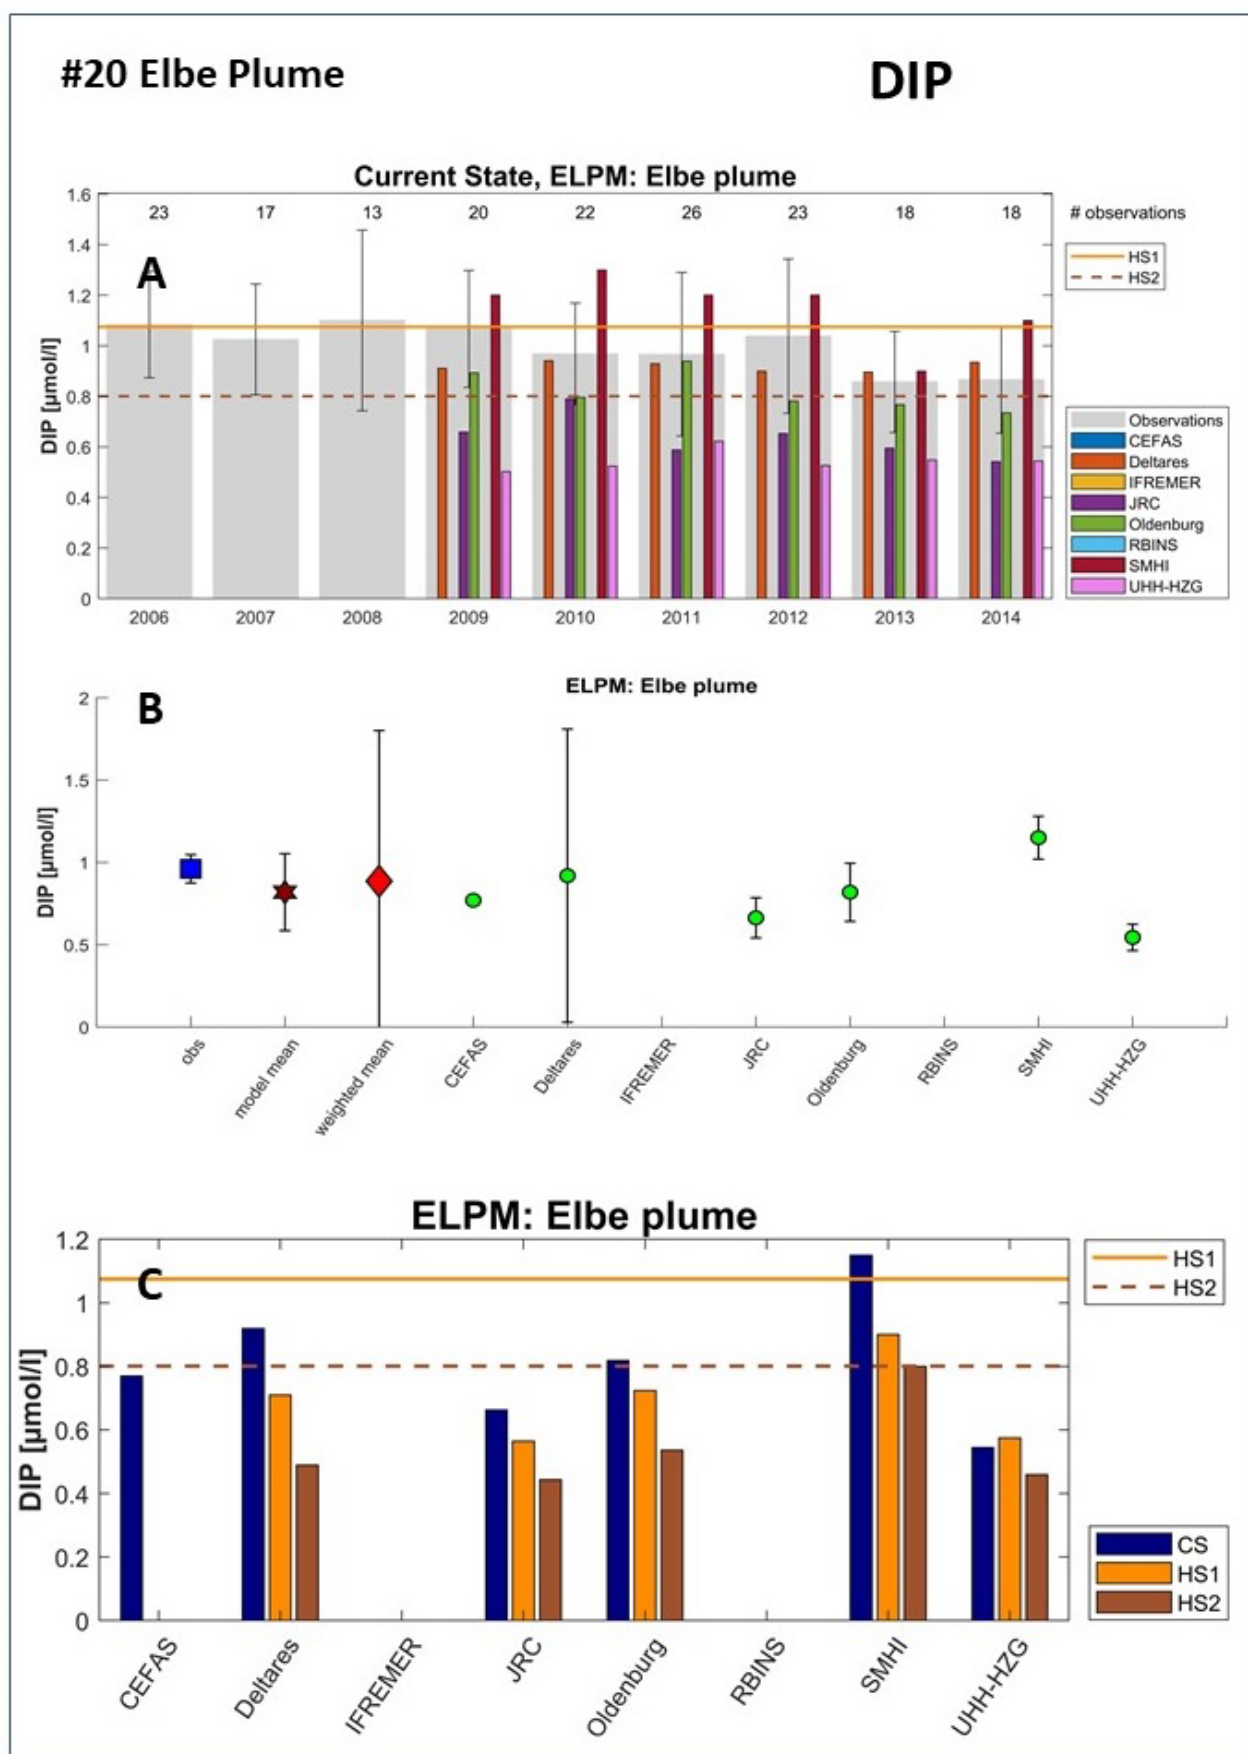 #20 Elbe Plume
DIP
Current State, ELPM: Elbe plume
1.6
1.4
1.2
1
0.8
0.6
0.4
0.2
0
DIP [µmol/l]
A
23 17 13 20 22 26 23 18 18
# observations
HS1
HS2
Observations
CEFAS
Deltares
IFREMER
JRC
Oldenburg
RBINS
SMHI
UHH-HZG
2006 2007 2008 2009 2010 2011 2012 2013 2014
ELPM: Elbe plume
B
2
1.5
1
0.5
0
DIP [µmol/l]
obs
model mean
weighted mean
CEFAS
Deltares
IFREMER
JRC
Oldenburg
RBINS
SMHI
UHH-HZG
ELPM: Elbe plume
C
1.2
1
0.8
0.6
0.4
0.2
0
DIP [µmol/l]
HS1
HS2
CS
HS1
HS2
CEFAS
Deltares
IFREMER
JRC
Oldenburg
RBINS
SMHI
UHH-HZG